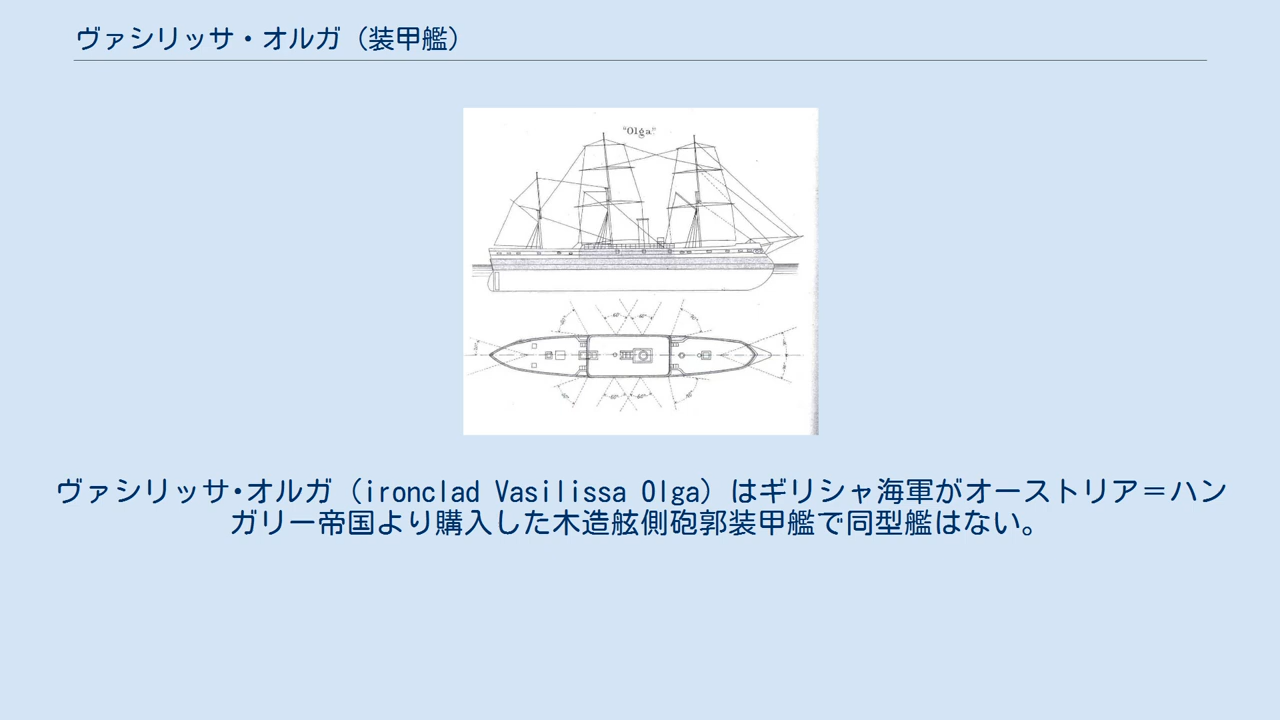 ヴァシリッサ・オルガ（装甲艦）
"Olga."
ヴァシリッサ・オルガ（ironclad Vasilissa Olga）はギリシャ海軍がオーストリア＝ハン
ガリー帝国より購入した木造舷側砲郭装甲艦で同型艦はない。